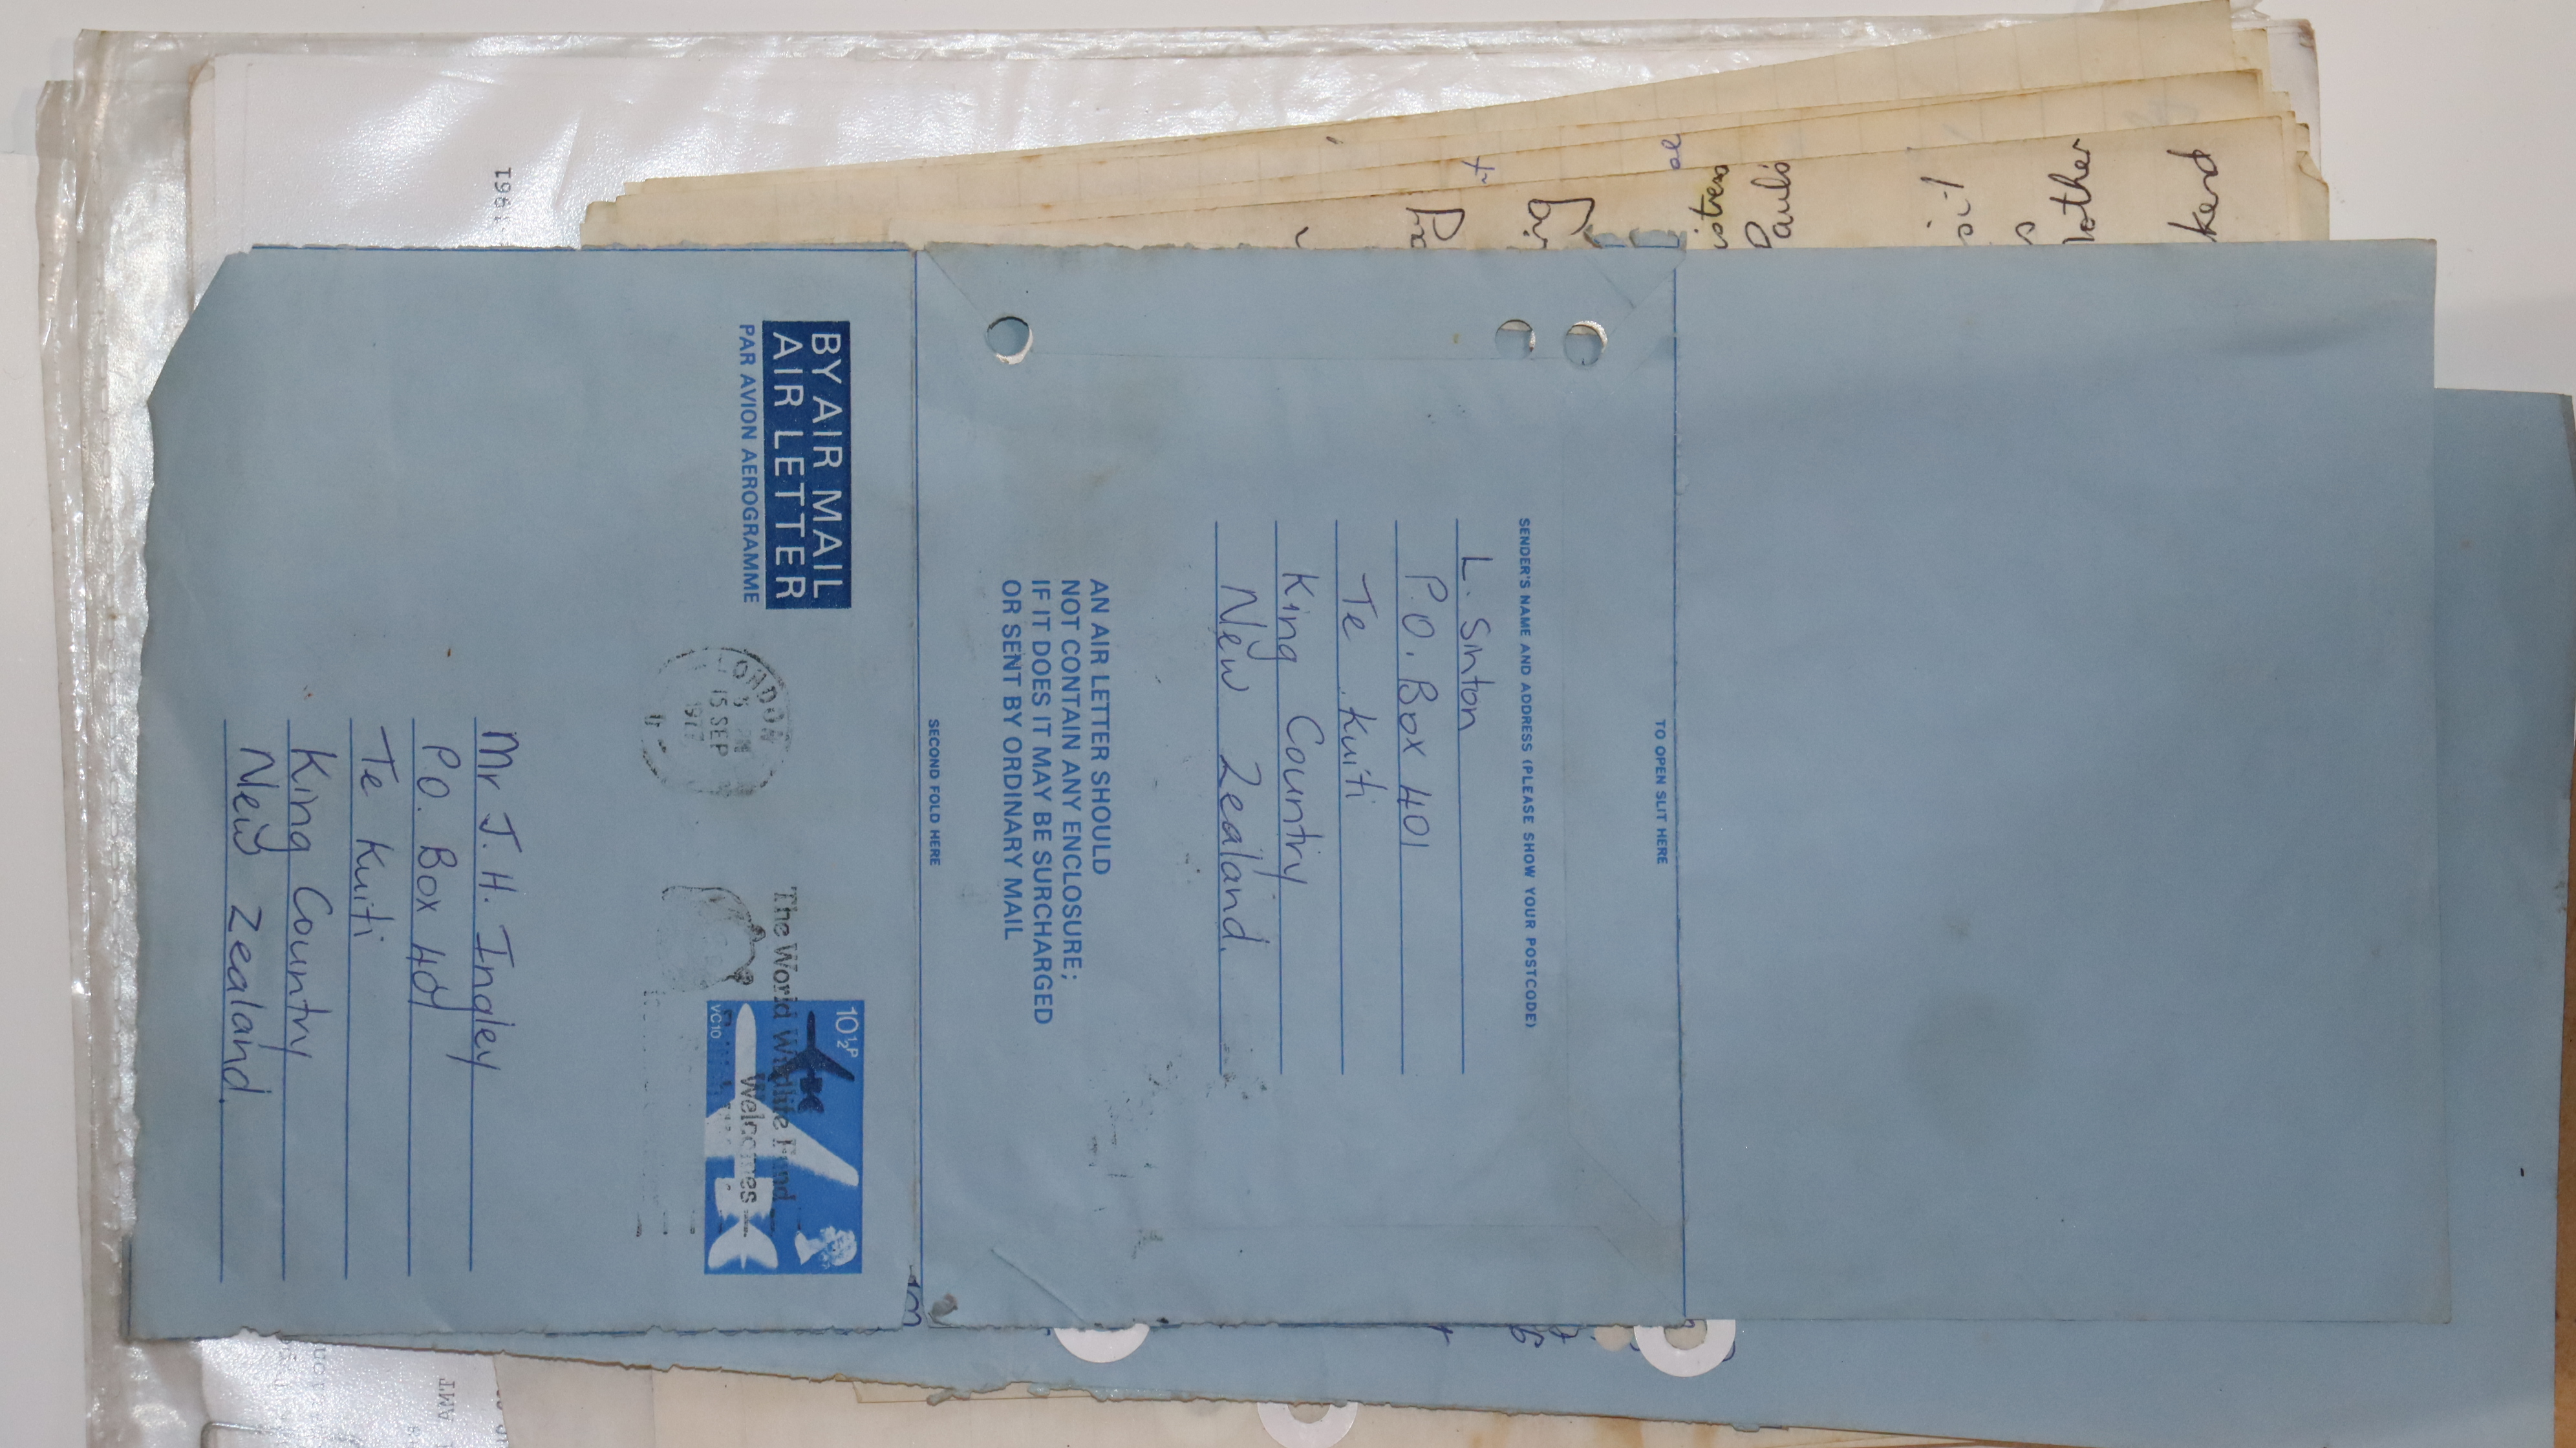 BY AIR MAIL
AIR LETTER
PAR AVION AEROGRAMME
LONDON
15 SEP
10½P
VC10
The World Wildlife Fund
Welcomes
Mr J. H. Ingley
P.O. Box 401
Te Kuiti
King Country
New Zealand.
SECOND FOLD HERE
TO OPEN SLIT HERE
SENDER'S NAME AND ADDRESS (PLEASE SHOW YOUR POSTCODE)
L. Sinton
P.O. Box 401
Te Kuiti
King Country
New Zealand.
AN AIR LETTER SHOULD
NOT CONTAIN ANY ENCLOSURE;
IF IT DOES IT MAY BE SURCHARGED
OR SENT BY ORDINARY MAIL